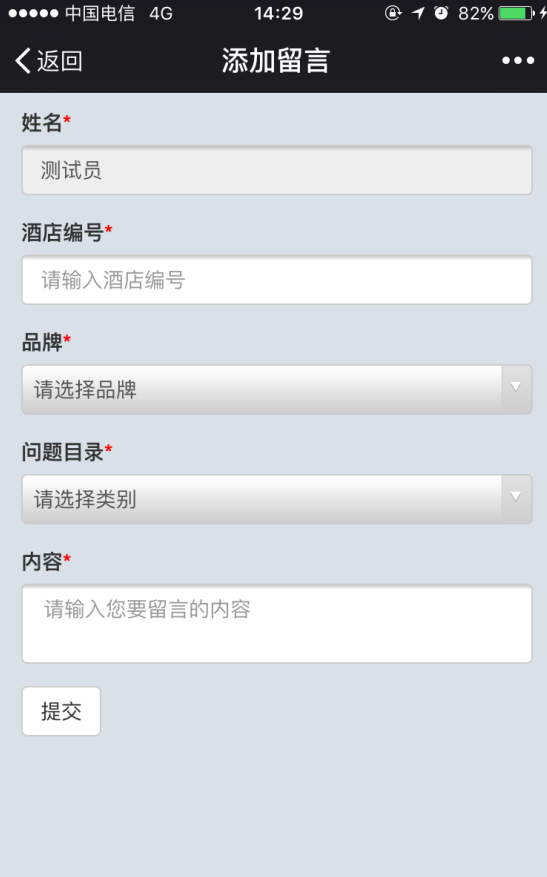 中国电信 4G 14:29 82%
返回 添加留言
姓名*
测试员
酒店编号*
请输入酒店编号
品牌*
请选择品牌
问题目录*
请选择类别
内容*
请输入您要留言的内容
提交